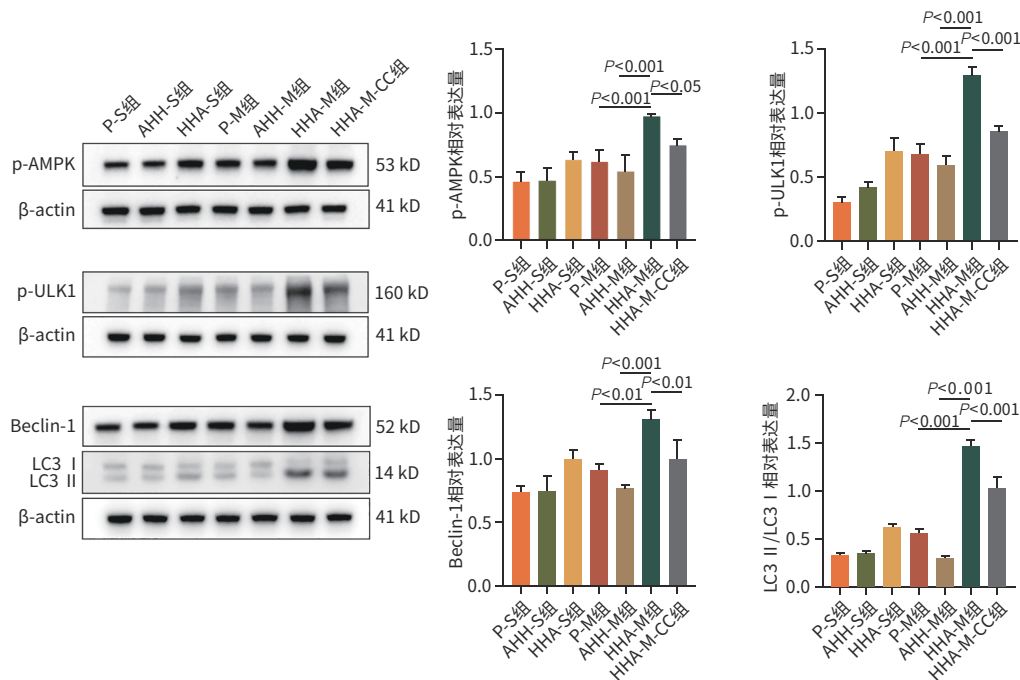 P-S组
AHH-S组
HHA-S组
P-M组
AHH-M组
HHA-M组
HHA-M-CC组
p-AMPK
53 kD
β-actin
41 kD
p-ULK1
160 kD
β-actin
41 kD
Beclin-1
52 kD
LC3 Ⅰ
LC3 Ⅱ
14 kD
β-actin
41 kD
p-AMPK相对表达量
1.5
1.0
0.5
0.0
P<0.001
P<0.05
P<0.001
P-S组
AHH-S组
HHA-S组
P-M组
AHH-M组
HHA-M组
HHA-M-CC组
p-ULK1相对表达量
1.5
1.0
0.5
0.0
P<0.001
P<0.001
P<0.001
P-S组
AHH-S组
HHA-S组
P-M组
AHH-M组
HHA-M组
HHA-M-CC组
Beclin-1相对表达量
1.5
1.0
0.5
0.0
P<0.001
P<0.01
P<0.01
P-S组
AHH-S组
HHA-S组
P-M组
AHH-M组
HHA-M组
HHA-M-CC组
LC3 Ⅱ/LC3 Ⅰ相对表达量
2.0
1.5
1.0
0.5
0.0
P<0.001
P<0.001
P<0.001
P-S组
AHH-S组
HHA-S组
P-M组
AHH-M组
HHA-M组
HHA-M-CC组